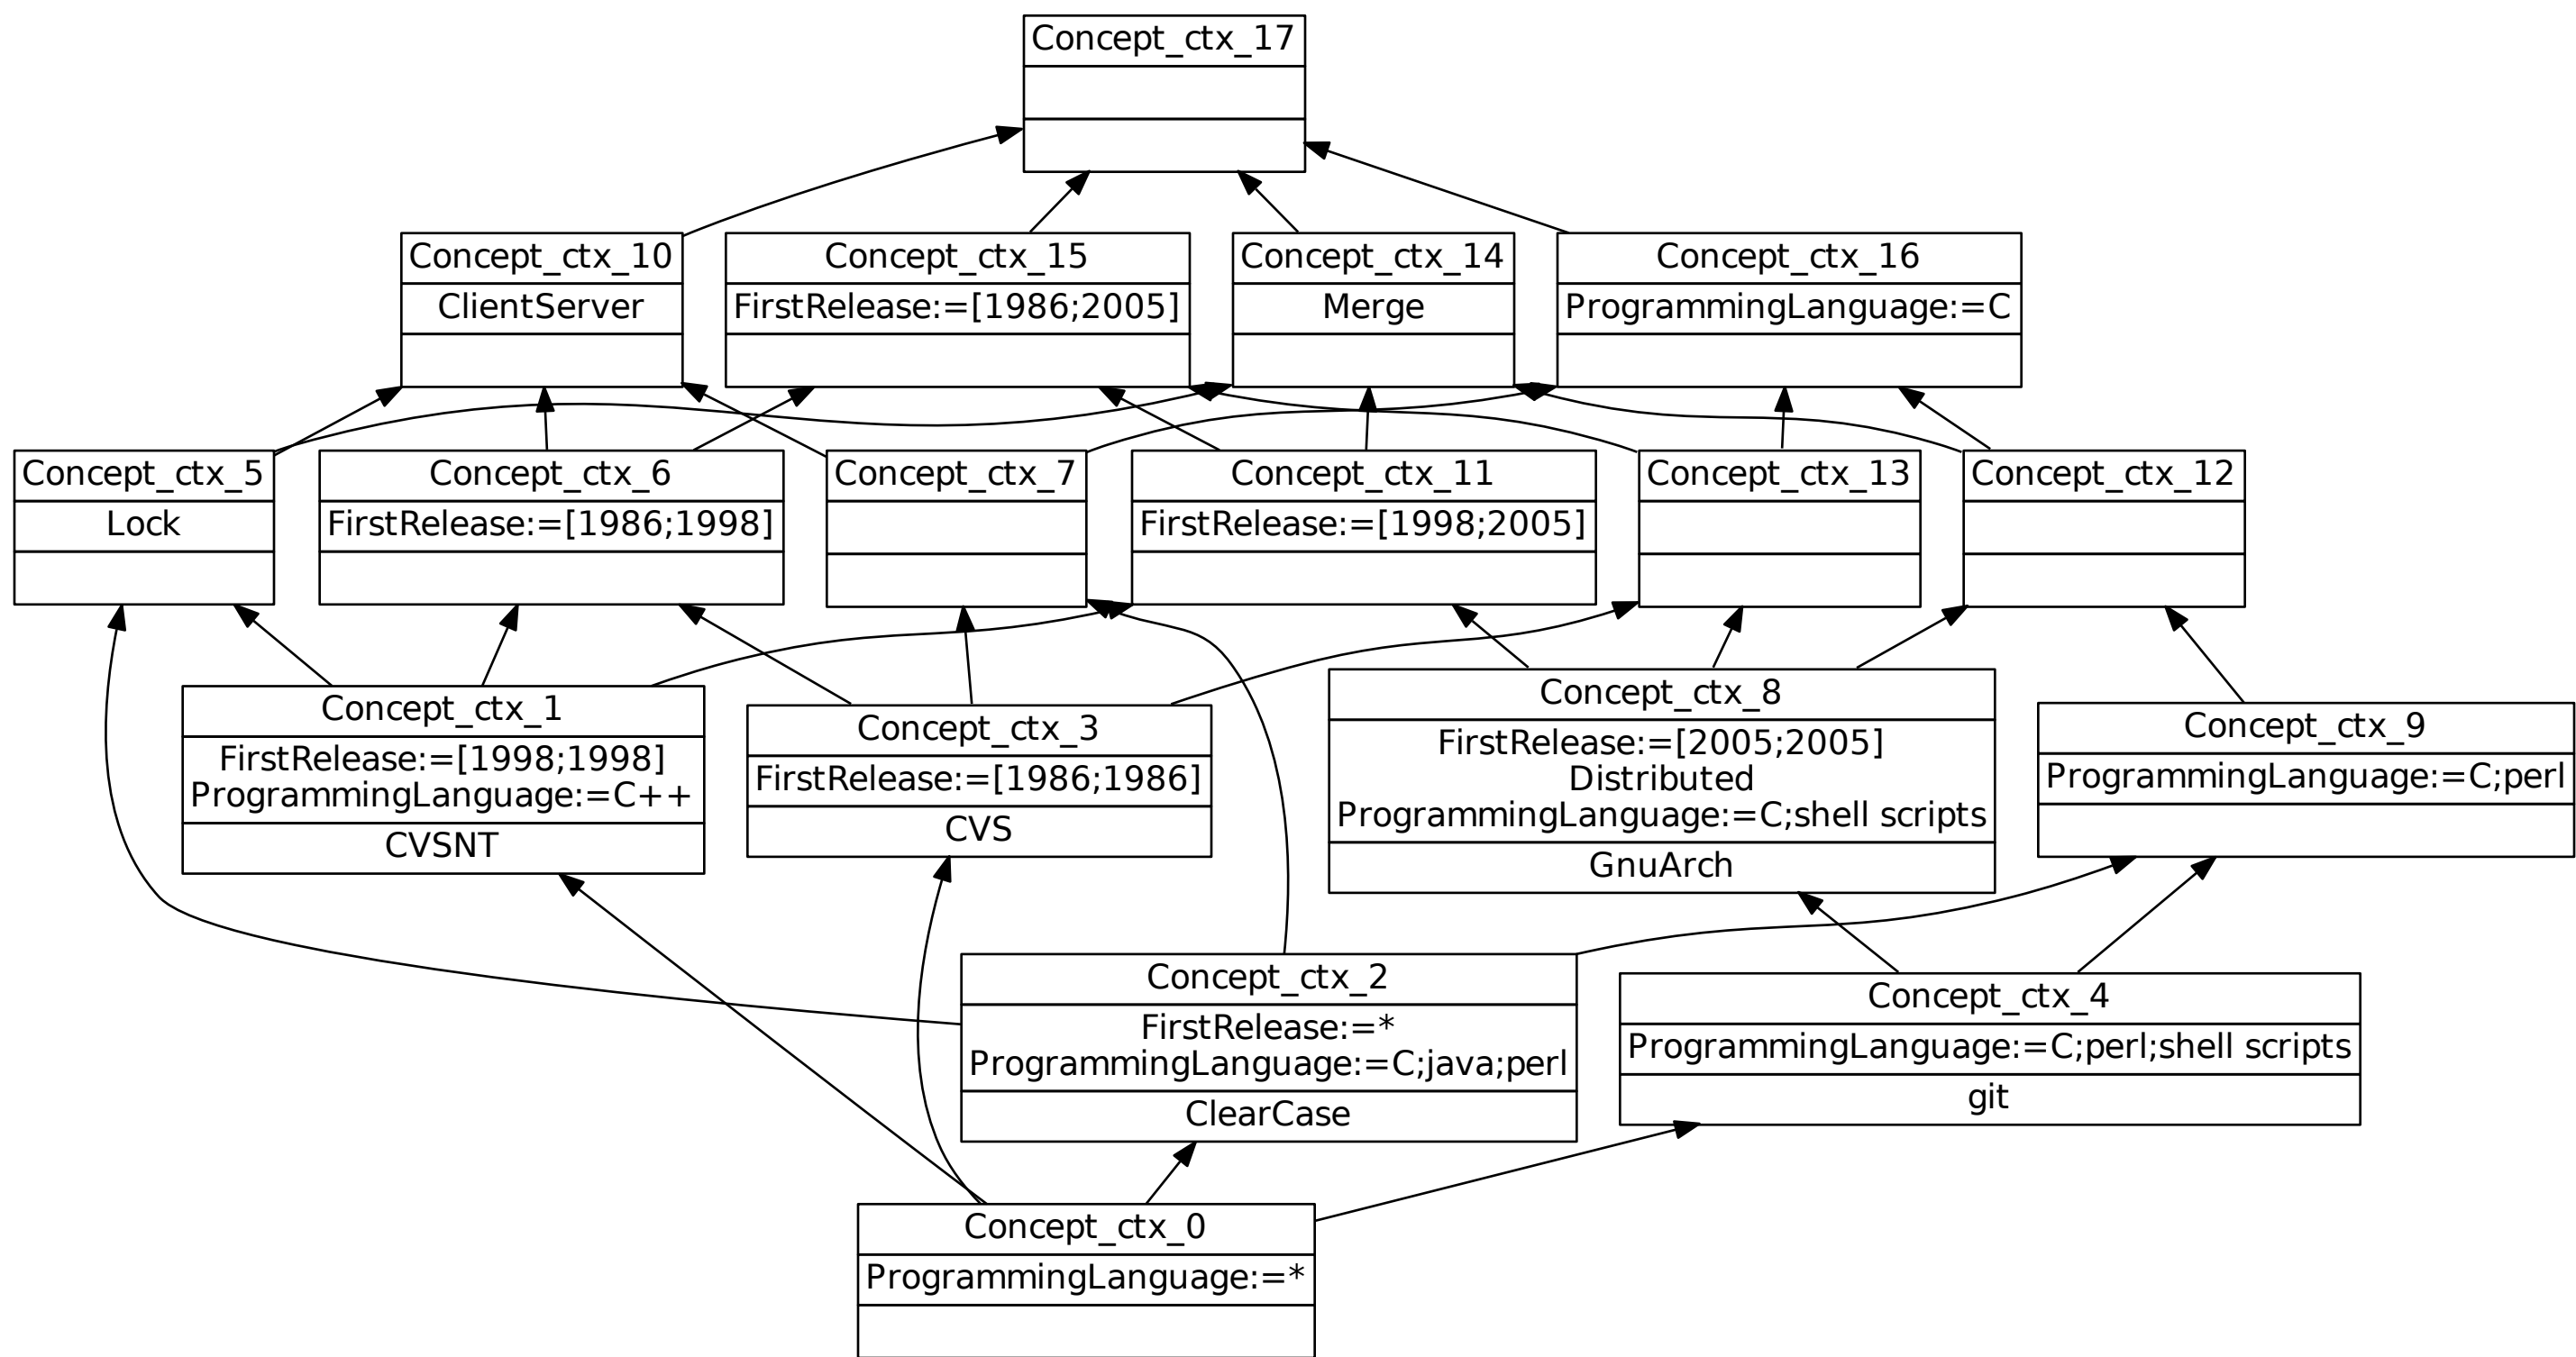 Concept_ctx_17
Concept_ctx_10
ClientServer
Concept_ctx_15
FirstRelease:=[1986;2005]
Concept_ctx_14
Merge
Concept_ctx_16
ProgrammingLanguage:=C
Concept_ctx_5
Lock
Concept_ctx_6
FirstRelease:=[1986;1998]
Concept_ctx_7
Concept_ctx_11
FirstRelease:=[1998;2005]
Concept_ctx_13
Concept_ctx_12
Concept_ctx_1
FirstRelease:=[1998;1998]
ProgrammingLanguage:=C++
CVSNT
Concept_ctx_3
FirstRelease:=[1986;1986]
CVS
Concept_ctx_8
FirstRelease:=[2005;2005]
Distributed
ProgrammingLanguage:=C;shell scripts
GnuArch
Concept_ctx_9
ProgrammingLanguage:=C;perl
Concept_ctx_2
FirstRelease:=*
ProgrammingLanguage:=C;java;perl
ClearCase
Concept_ctx_4
ProgrammingLanguage:=C;perl;shell scripts
git
Concept_ctx_0
ProgrammingLanguage:=*